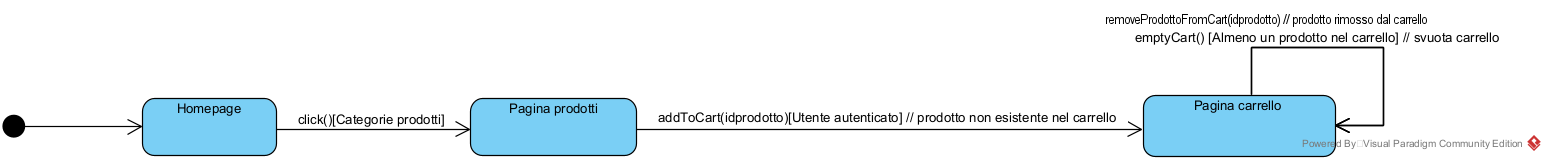 removeProdottoFromCart(idprodotto) // prodotto rimosso dal carrello
emptyCart() [Almeno un prodotto nel carrello] // svuota carrello
Homepage
click()[Categorie prodotti]
Pagina prodotti
addToCart(idprodotto)[Utente autenticato] // prodotto non esistente nel carrello
Pagina carrello
Powered By Visual Paradigm Community Edition